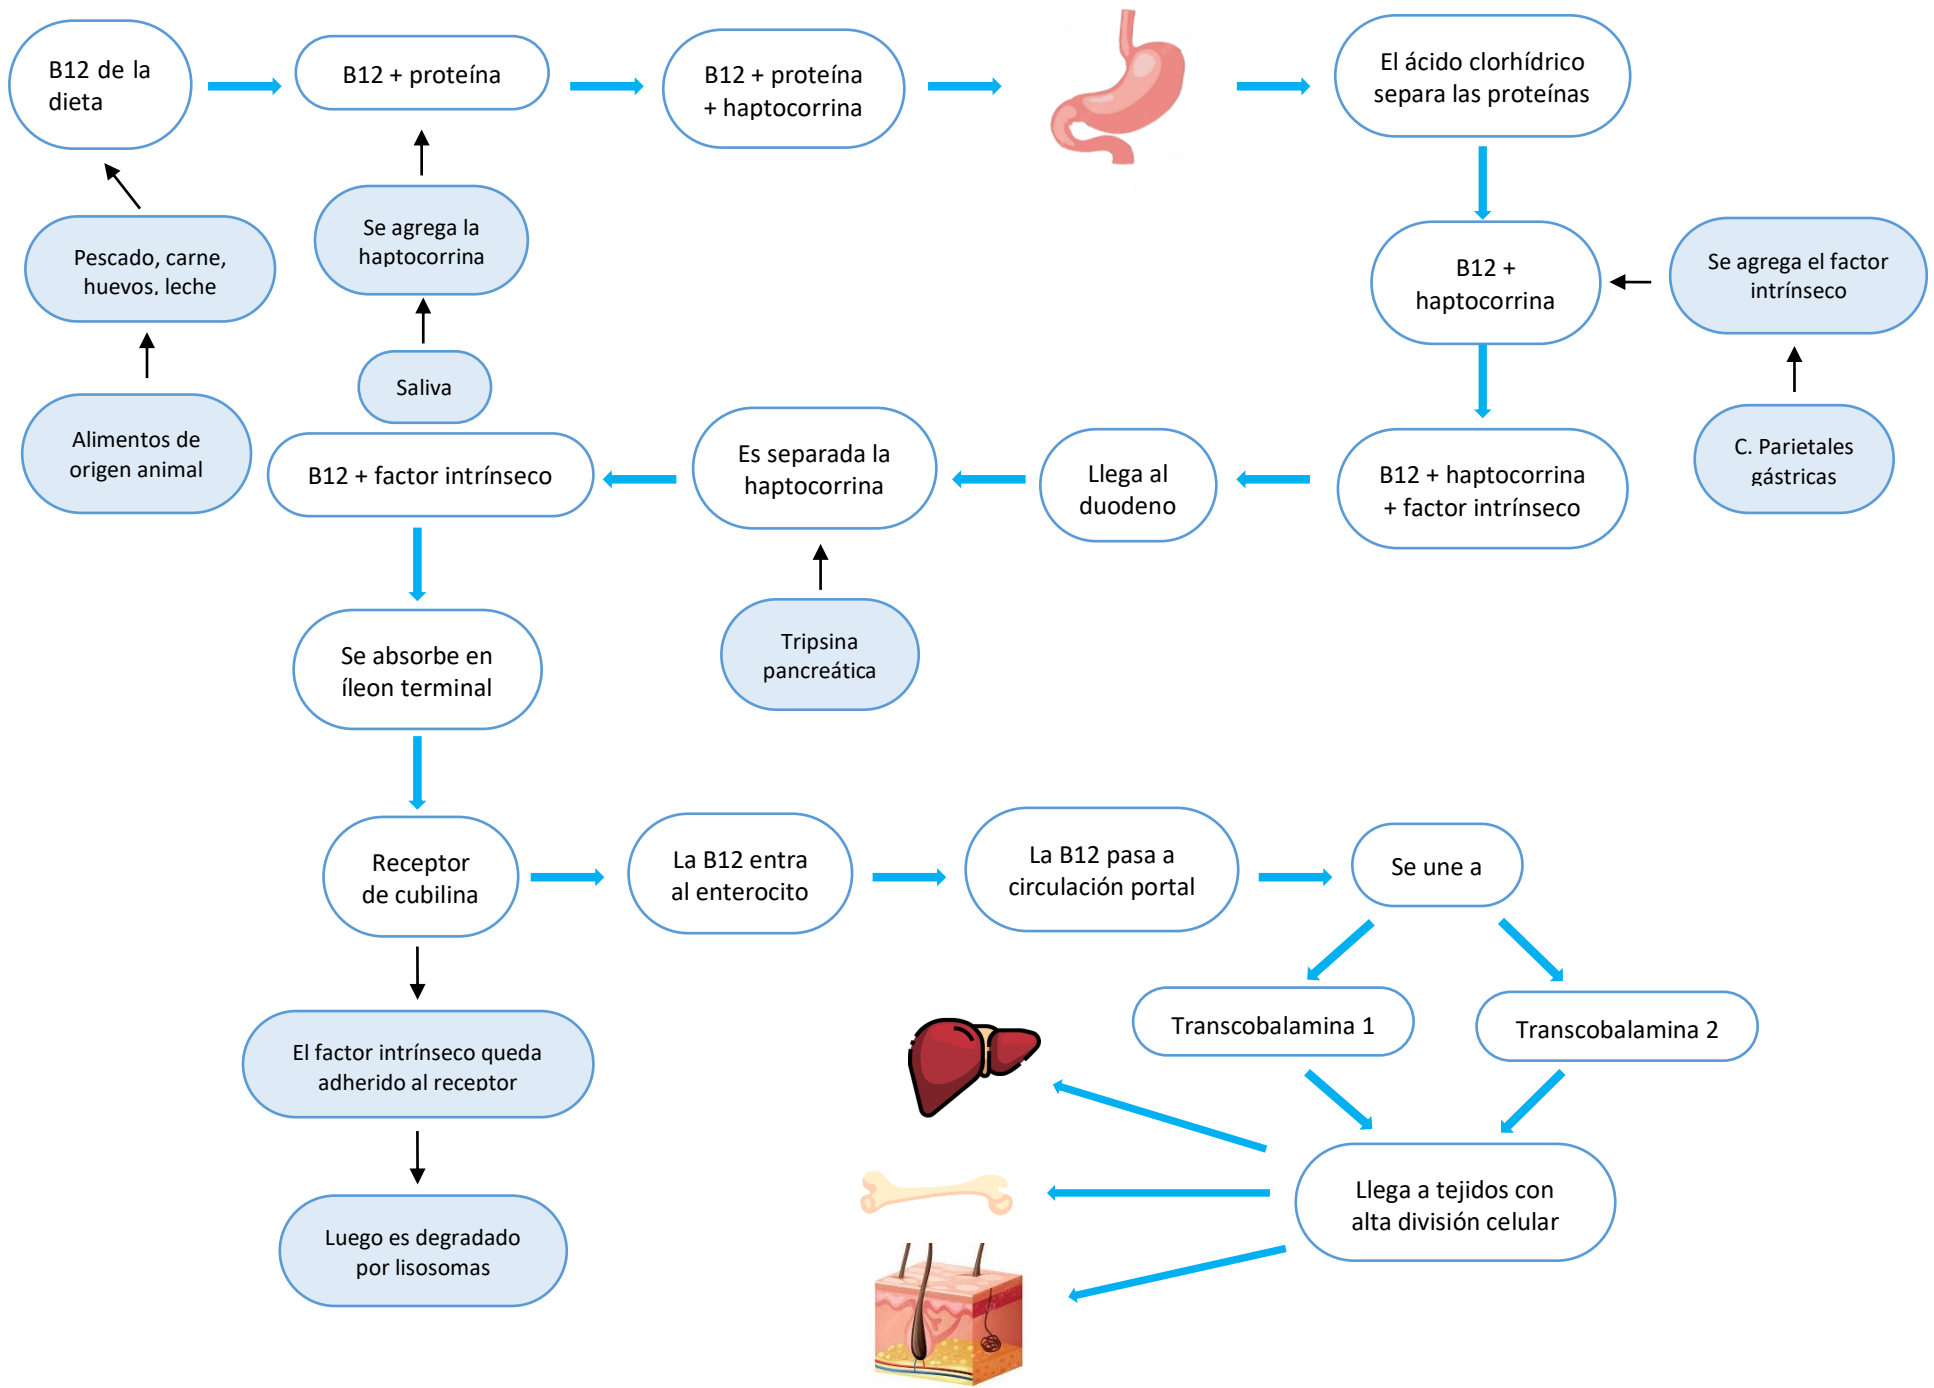 B12 de la
dieta
B12 + proteína
B12 + proteína
+ haptocorrina
El ácido clorhídrico
separa las proteínas
Pescado, carne,
huevos, leche
Se agrega la
haptocorrina
B12 +
haptocorrina
Se agrega el factor
intrínseco
Alimentos de
origen animal
Saliva
B12 + factor intrínseco
Es separada la
haptocorrina
Llega al
duodeno
B12 + haptocorrina
+ factor intrínseco
C. Parietales
gástricas
Se absorbe en
íleon terminal
Tripsina
pancreática
Receptor
de cubilina
La B12 entra
al enterocito
La B12 pasa a
circulación portal
Se une a
Transcobalamina 1
Transcobalamina 2
El factor intrínseco queda
adherido al receptor
Llega a tejidos con
alta división celular
Luego es degradado
por lisosomas